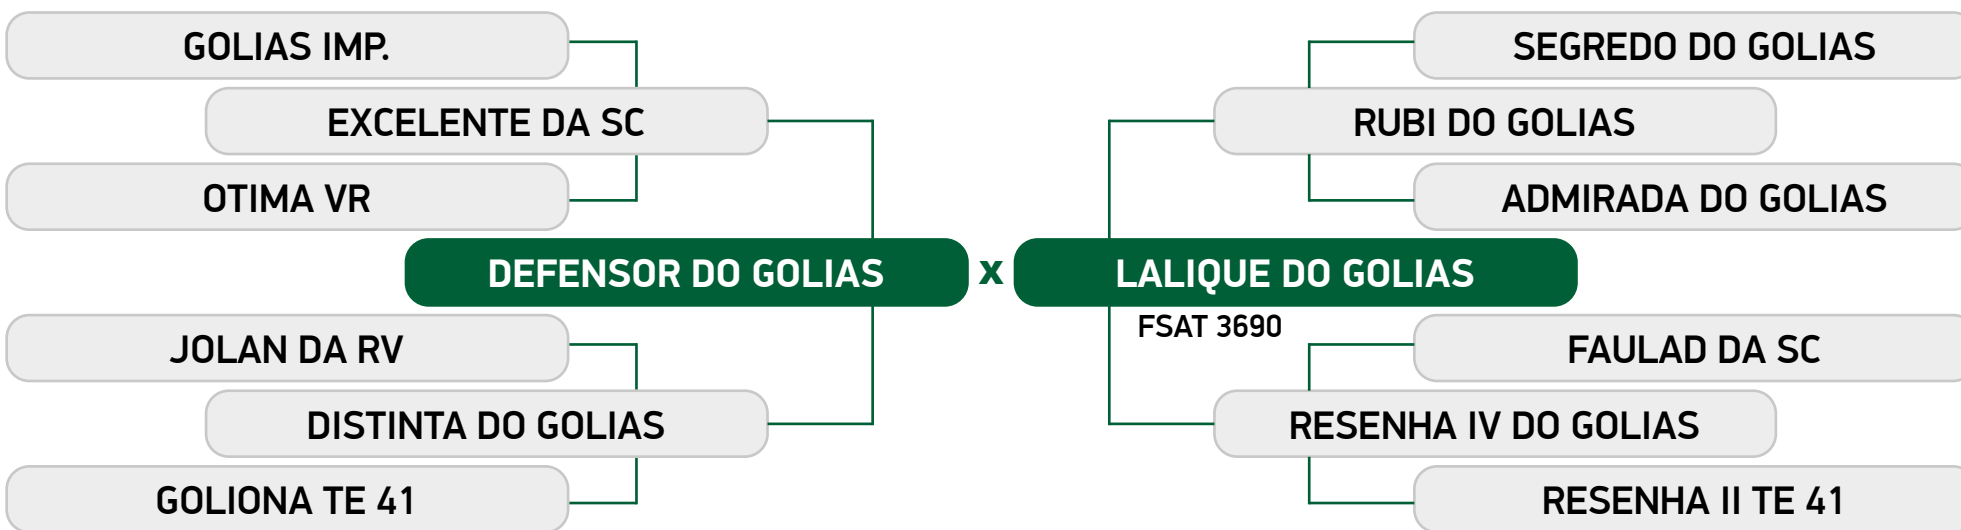 GOLIAS IMP.
EXCELENTE DA SC
OTIMA VR
DEFENSOR DO GOLIAS
JOLAN DA RV
DISTINTA DO GOLIAS
GOLIONA TE 41
x
SEGREDO DO GOLIAS
RUBI DO GOLIAS
ADMIRADA DO GOLIAS
LALIQUE DO GOLIAS
FSAT 3690
FAULAD DA SC
RESENHA IV DO GOLIAS
RESENHA II TE 41